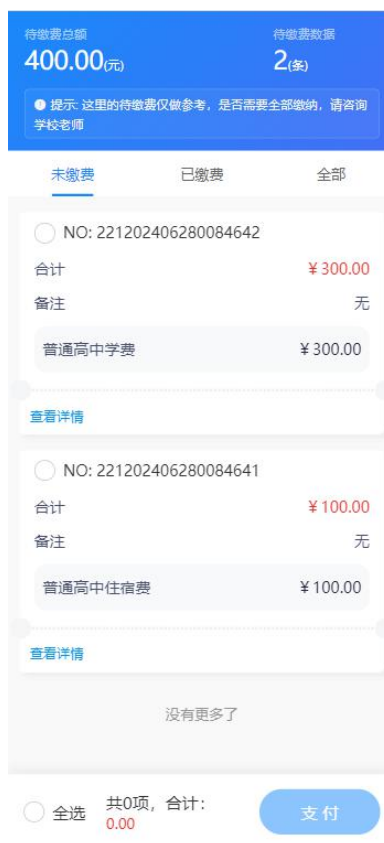 待缴费总额 待缴费数据
400.00(元) 2(条)
提示: 这里的待缴费仅做参考，是否需要全部缴纳，请咨询
学校老师
未缴费 已缴费 全部
NO: 221202406280084642
合计 ¥300.00
备注 无
普通高中学费 ¥300.00
查看详情
NO: 221202406280084641
合计 ¥100.00
备注 无
普通高中住宿费 ¥100.00
查看详情
没有更多了
全选 共0项，合计：
0.00
支付